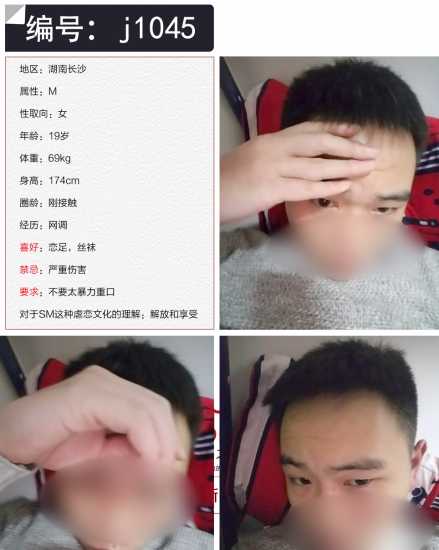 编号：j1045
地区：湖南长沙
属性：M
性取向：女
年龄：19岁
体重：69kg
身高：174cm
圈龄：刚接触
经历：网调
喜好：恋足，丝袜
禁忌：严重伤害
要求：不要太暴力重口
对于SM这种虐恋文化的理解；解放和享受